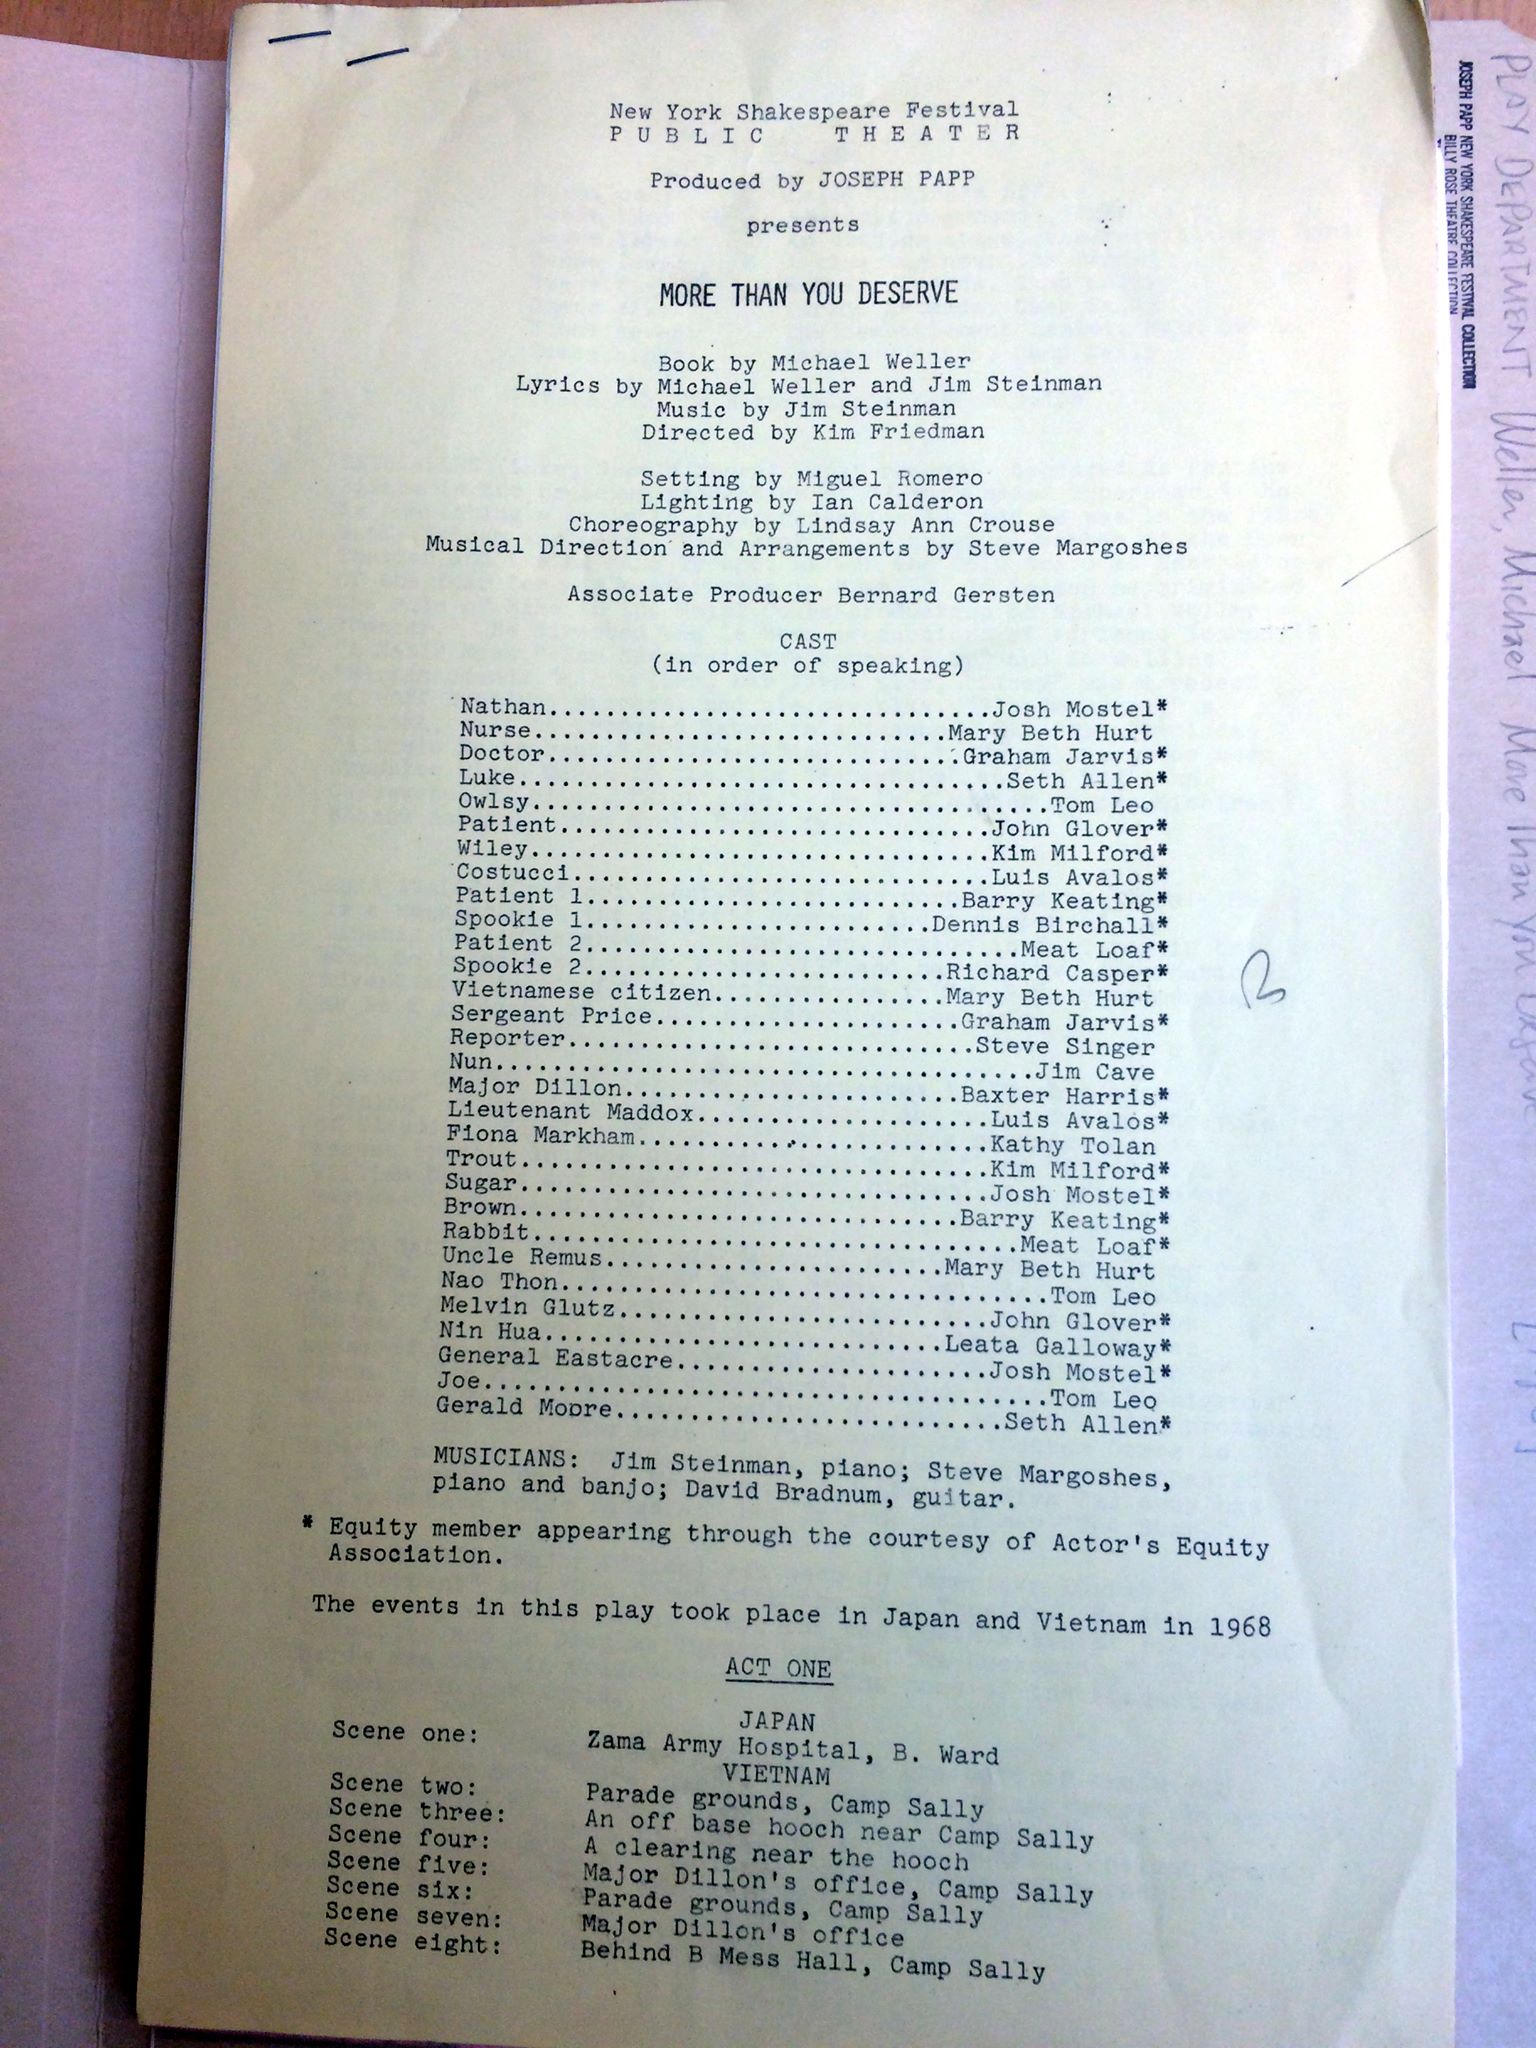 New York Shakespeare Festival
PUBLIC THEATER
Produced by JOSEPH PAPP
presents
MORE THAN YOU DESERVE
Book by Michael Weller
Lyrics by Michael Weller and Jim Steinman
Music by Jim Steinman
Directed by Kim Friedman
Setting by Miguel Romero
Lighting by Ian Calderon
Choreography by Lindsay Ann Crouse
Musical Direction and Arrangements by Steve Margoshes
Associate Producer Bernard Gersten
CAST
(in order of speaking)
Nathan...............................Josh Mostel*
Nurse.............................Mary Beth Hurt
Doctor.............................Graham Jarvis*
Luke..................................Seth Allen*
Owlsy....................................Tom Leo
Patient..............................John Glover*
Wiley................................Kim Milford*
Costucci.............................Luis Avalos*
Patient 1..........................Barry Keating*
Spookie 1........................Dennis Birchall*
Patient 2..............................Meat Loaf*
Spookie 2.........................Richard Casper*
Vietnamese citizen................Mary Beth Hurt
Sergeant Price.....................Graham Jarvis*
Reporter............................Steve Singer
Nun.....................................Jim Cave
Major Dillon.......................Baxter Harris*
Lieutenant Maddox....................Luis Avalos*
Fiona Markham........................Kathy Tolan
Trout................................Kim Milford*
Sugar................................Josh Mostel*
Brown..............................Barry Keating*
Rabbit.................................Meat Loaf*
Uncle Remus.......................Mary Beth Hurt
Nao Thon.................................Tom Leo
Melvin Glutz.........................John Glover*
Nin Hua...........................Leata Galloway*
General Eastacre.....................Josh Mostel*
Joe......................................Tom Leo
Gerald Moore..........................Seth Allen*
MUSICIANS: Jim Steinman, piano; Steve Margoshes,
piano and banjo; David Bradnum, guitar.
* Equity member appearing through the courtesy of Actor's Equity
Association.
The events in this play took place in Japan and Vietnam in 1968
ACT ONE
JAPAN
Scene one: Zama Army Hospital, B. Ward
VIETNAM
Scene two: Parade grounds, Camp Sally
Scene three: An off base hooch near Camp Sally
Scene four: A clearing near the hooch
Scene five: Major Dillon's office, Camp Sally
Scene six: Parade grounds, Camp Sally
Scene seven: Major Dillon's office
Scene eight: Behind B Mess Hall, Camp Sally
JOSEPH PAPP NEW YORK SHAKESPEARE FESTIVAL COLLECTION
BILLY ROSE THEATRE COLLECTION
PLAY DEPARTMENT Weller, Michael More Than You